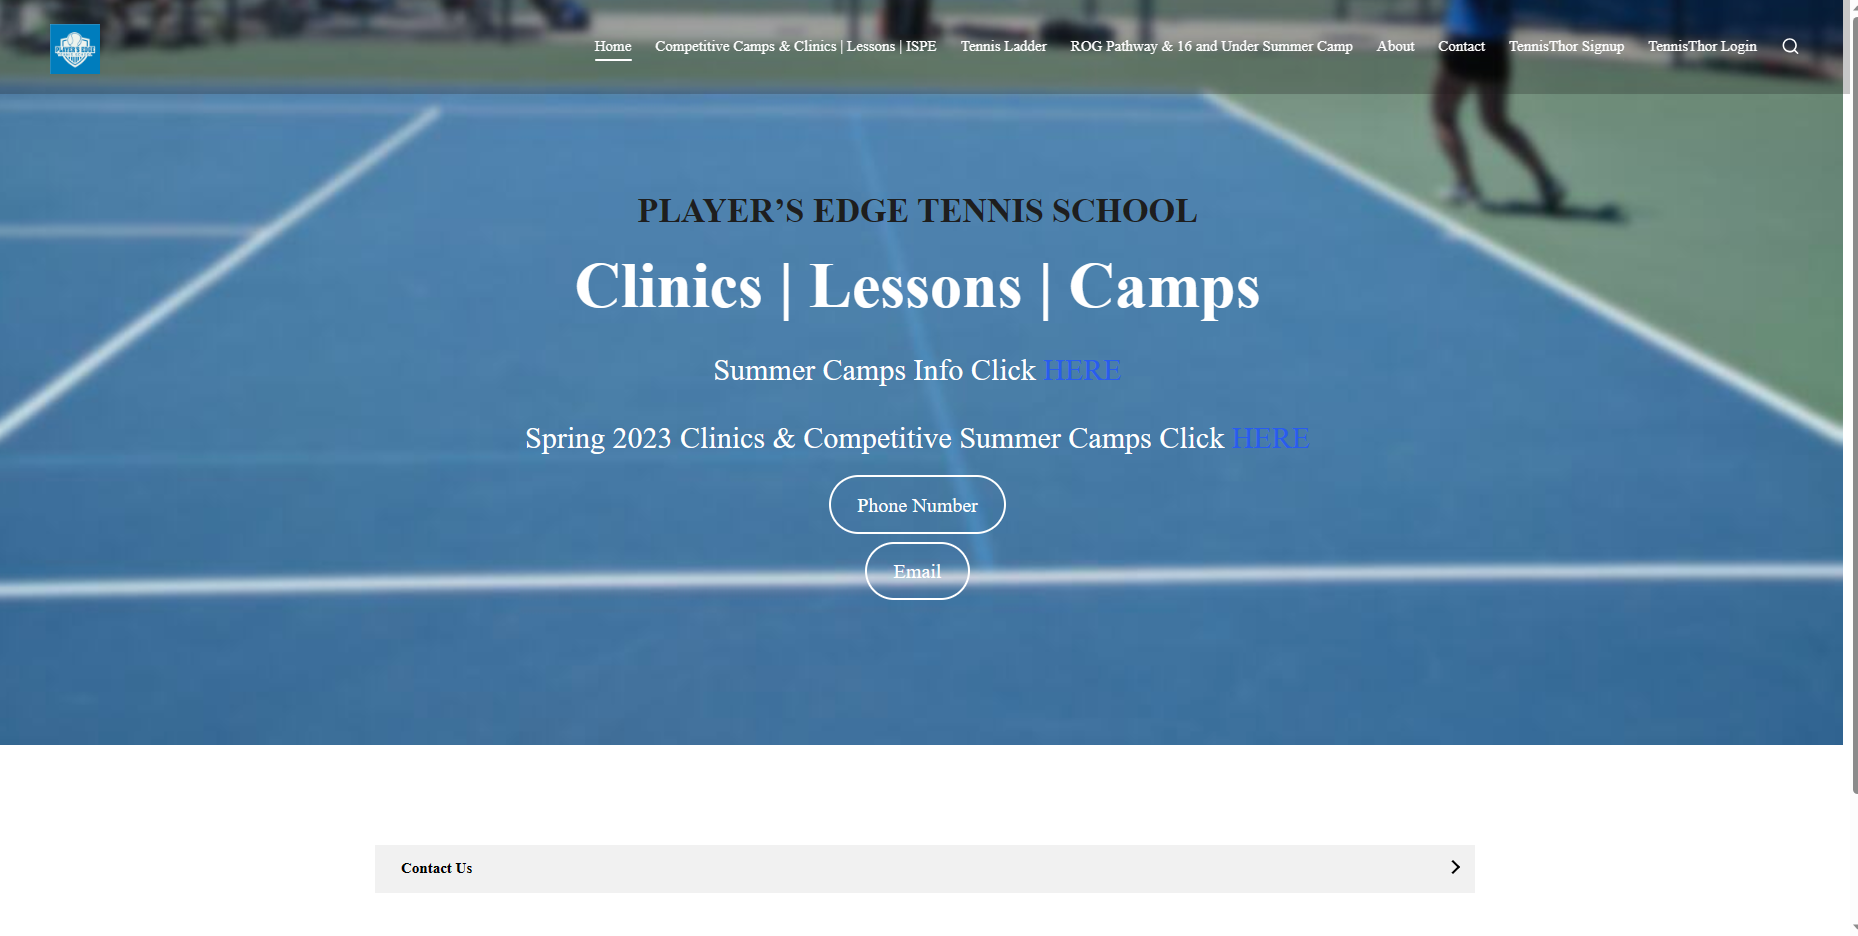 PLAYER'S EDGE
Home
Competitive Camps & Clinics | Lessons | ISPE
Tennis Ladder
ROG Pathway & 16 and Under Summer Camp
About
Contact
TennisThor Signup
TennisThor Login
PLAYER’S EDGE TENNIS SCHOOL
Clinics | Lessons | Camps
Summer Camps Info Click HERE
Spring 2023 Clinics & Competitive Summer Camps Click HERE
Phone Number
Email
Contact Us